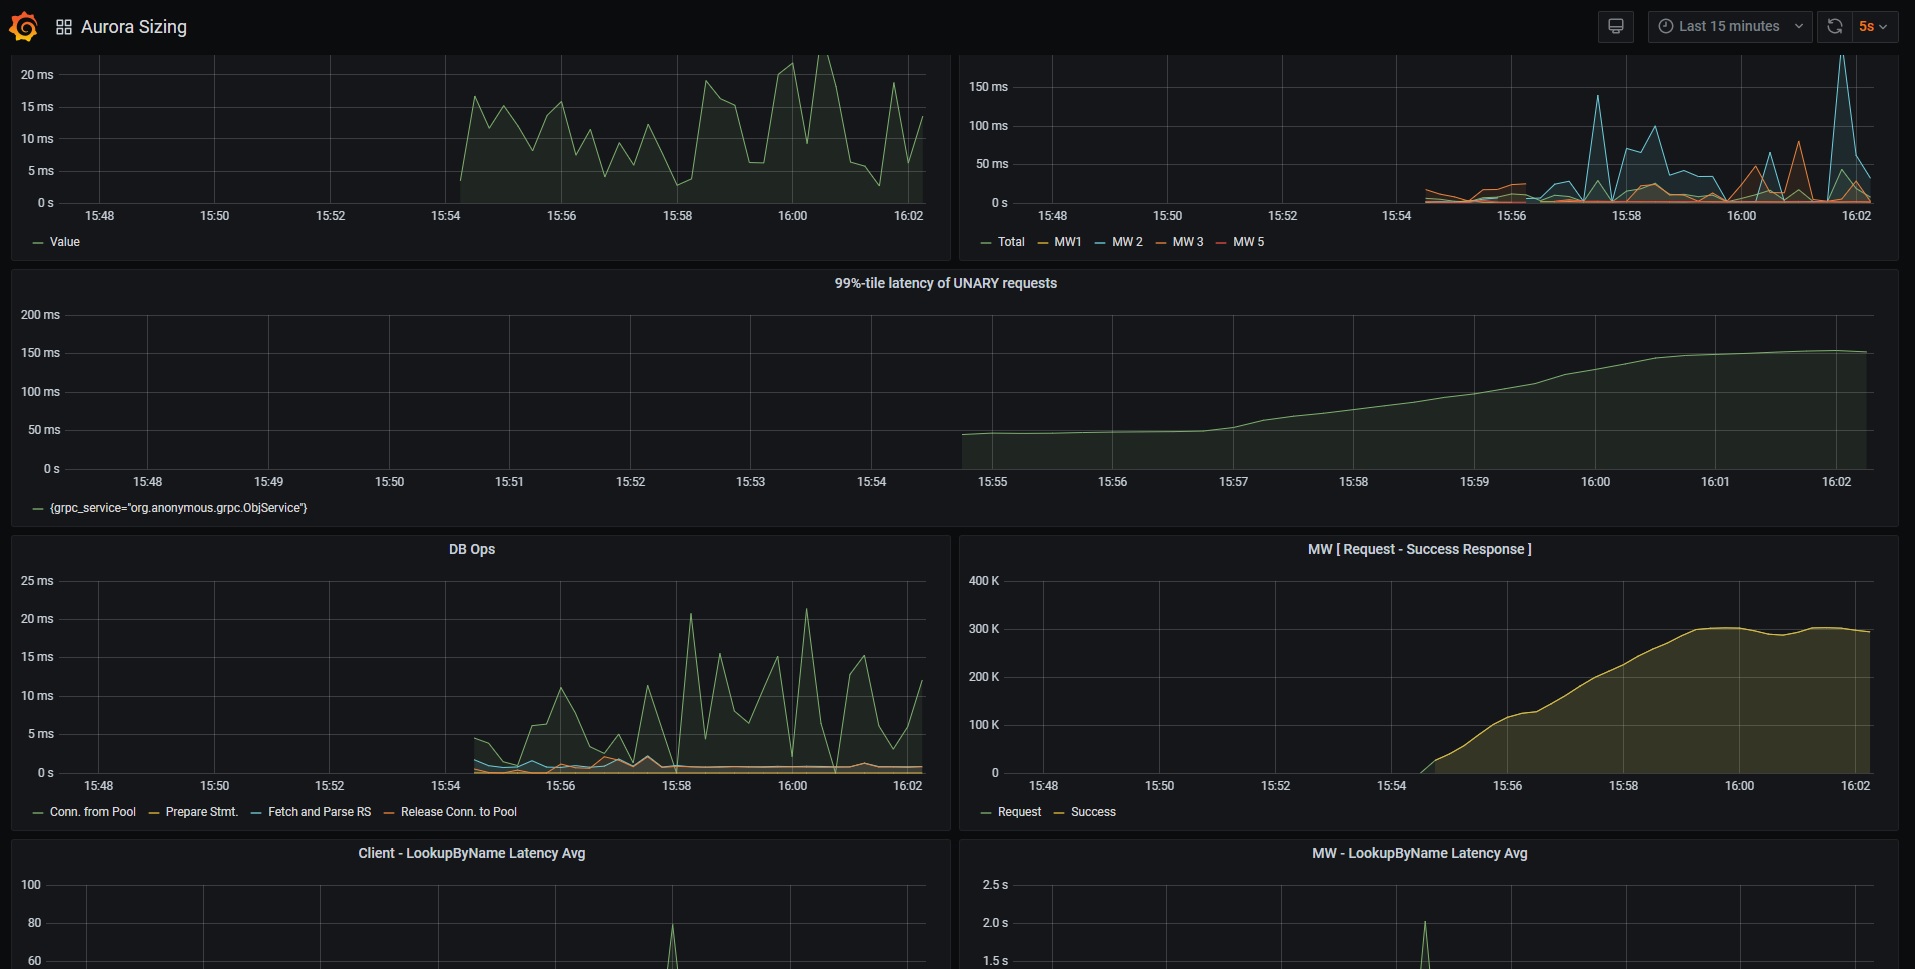 Aurora Sizing
Last 15 minutes
5s
20 ms
15 ms
10 ms
5 ms
0 s
15:48 15:50 15:52 15:54 15:56 15:58 16:00 16:02
Value
150 ms
100 ms
50 ms
0 s
15:48 15:50 15:52 15:54 15:56 15:58 16:00 16:02
Total MW1 MW 2 MW 3 MW 5
99%-tile latency of UNARY requests
200 ms
150 ms
100 ms
50 ms
0 s
15:48 15:49 15:50 15:51 15:52 15:53 15:54 15:55 15:56 15:57 15:58 15:59 16:00 16:01 16:02
{grpc_service="org.anonymous.grpc.ObjService"}
DB Ops
25 ms
20 ms
15 ms
10 ms
5 ms
0 s
15:48 15:50 15:52 15:54 15:56 15:58 16:00 16:02
Conn. from Pool Prepare Stmt. Fetch and Parse RS Release Conn. to Pool
MW [ Request - Success Response ]
400 K
300 K
200 K
100 K
0
15:48 15:50 15:52 15:54 15:56 15:58 16:00 16:02
Request Success
Client - LookupByName Latency Avg
100
80
60
MW - LookupByName Latency Avg
2.5 s
2.0 s
1.5 s